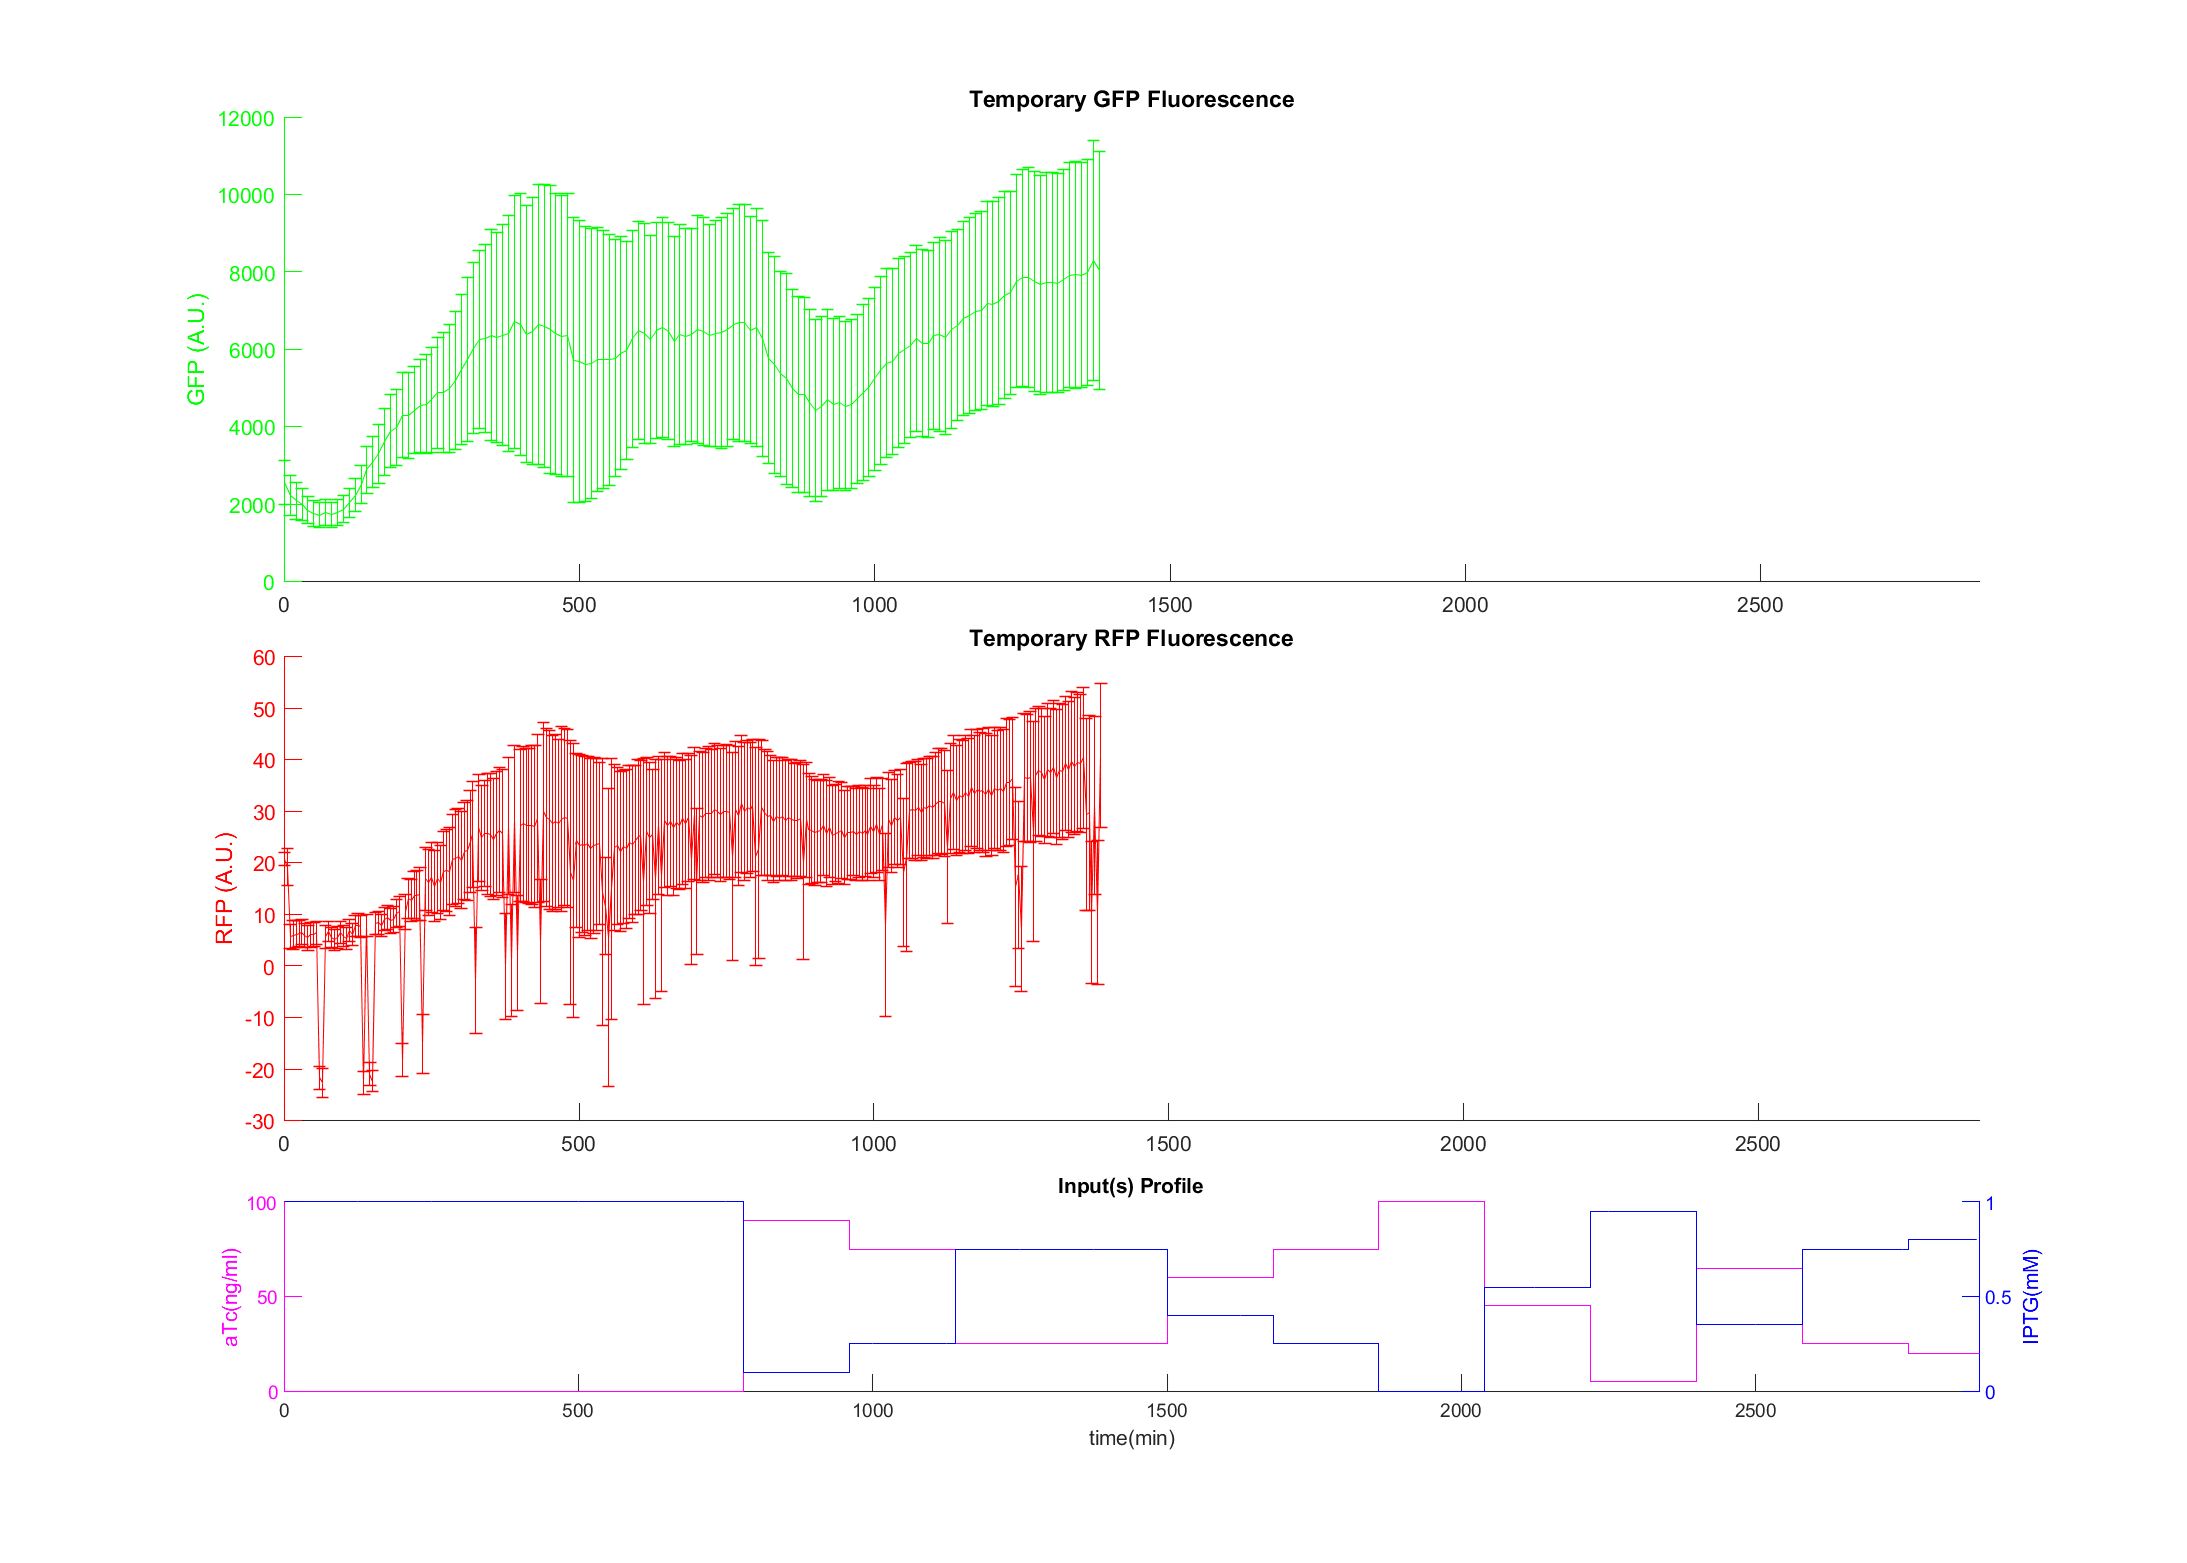 Temporary GFP Fluorescence
12000
10000
8000
6000
4000
2000
0
GFP (A.U.)
0 500 1000 1500 2000 2500
Temporary RFP Fluorescence
60
50
40
30
20
10
0
-10
-20
-30
RFP (A.U.)
0 500 1000 1500 2000 2500
Input(s) Profile
100
50
0
aTc(ng/ml)
1
0.5
0
IPTG(mM)
0 500 1000 1500 2000 2500
time(min)